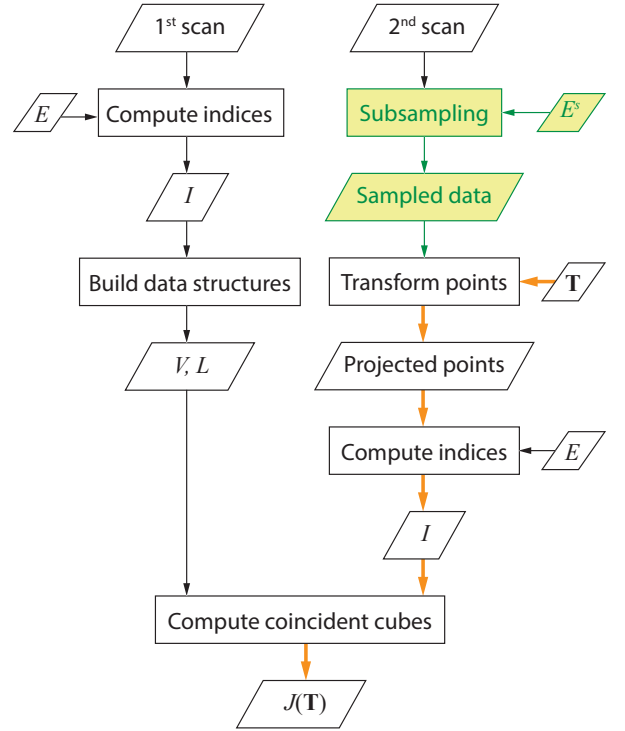 1st scan
2nd scan
E
Compute indices
Subsampling
E^s
I
Sampled data
Build data structures
Transform points
T
V, L
Projected points
Compute indices
E
I
Compute coincident cubes
J(T)